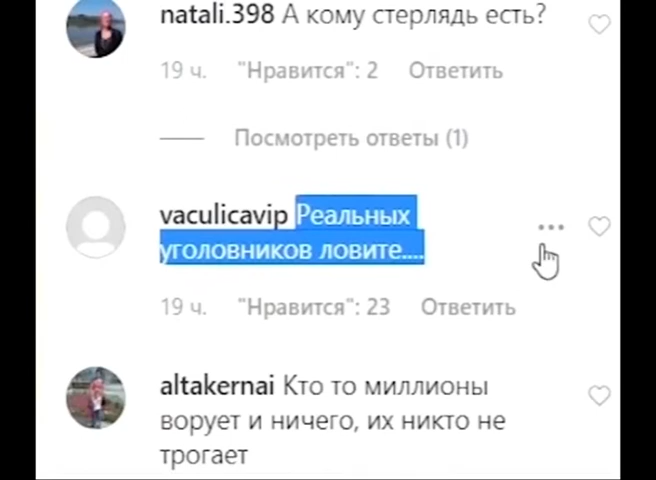 natali.398 А кому стерлядь есть?
19 ч. "Нравится": 2 Ответить
Посмотреть ответы (1)
vaculicavip Реальных
уголовников ловите....
19 ч. "Нравится": 23 Ответить
altakernai Кто то миллионы
ворует и ничего, их никто не
трогает